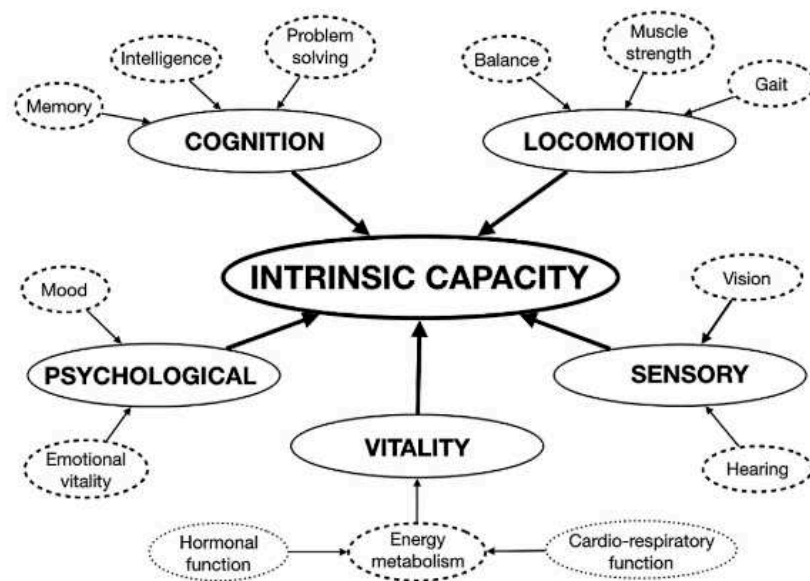 Problem
solving
Intelligence
Memory
COGNITION
Muscle
strength
Balance
Gait
LOCOMOTION
INTRINSIC CAPACITY
Mood
PSYCHOLOGICAL
Emotional
vitality
Vision
SENSORY
Hearing
VITALITY
Hormonal
function
Energy
metabolism
Cardio-respiratory
function